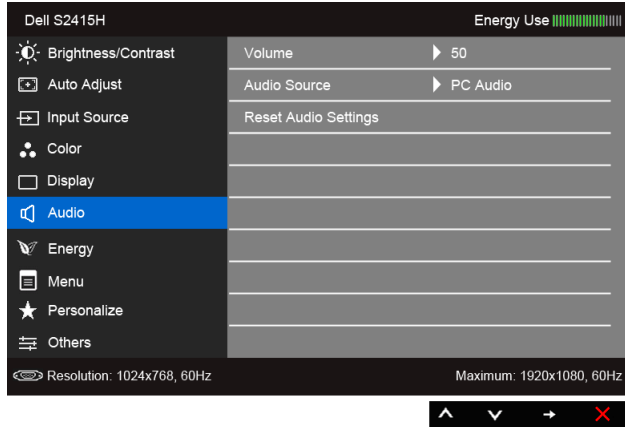 Dell S2415H Energy Use
Brightness/Contrast Volume 50
Auto Adjust Audio Source PC Audio
Input Source Reset Audio Settings
Color
Display
Audio
Energy
Menu
Personalize
Others
Resolution: 1024x768, 60Hz Maximum: 1920x1080, 60Hz